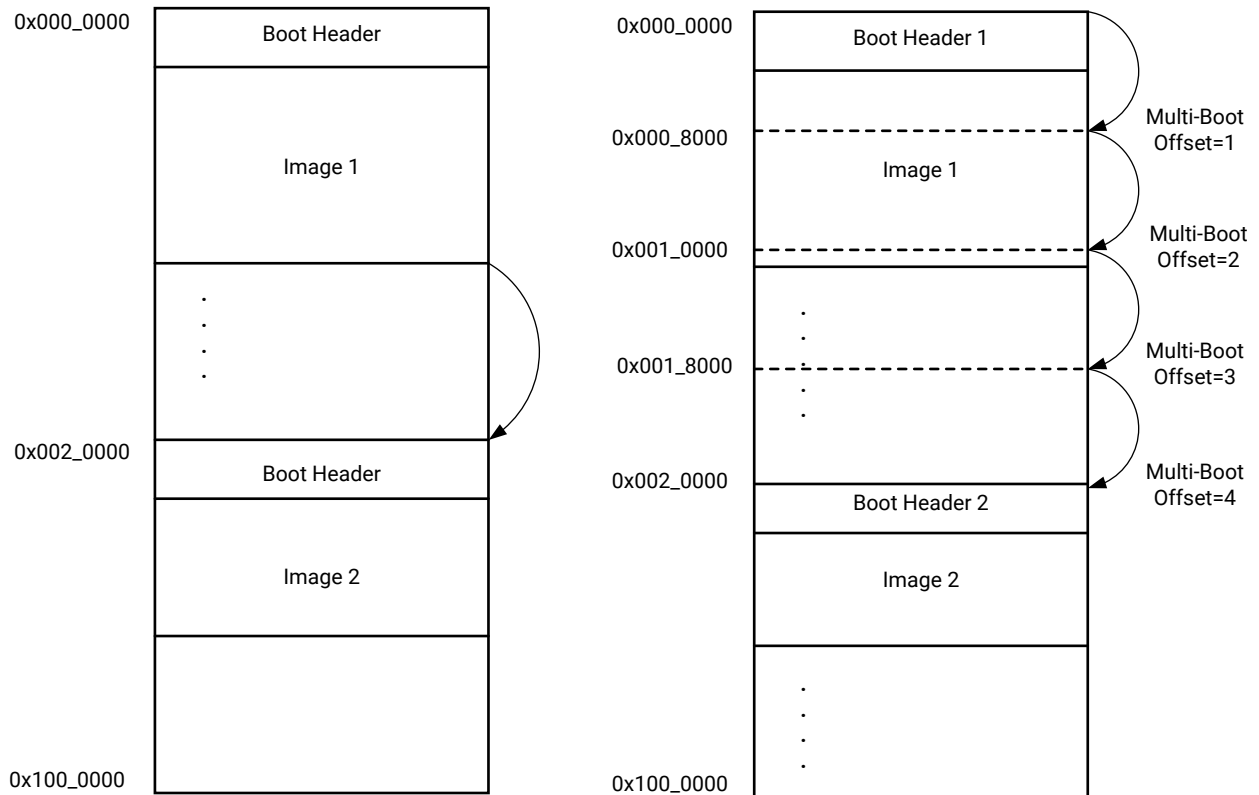 0x000_0000
Boot Header
Image 1
0x002_0000
Boot Header
Image 2
0x100_0000
0x000_0000
Boot Header 1
Multi-Boot
Offset=1
0x000_8000
Image 1
0x001_0000
Multi-Boot
Offset=2
0x001_8000
Multi-Boot
Offset=3
0x002_0000
Multi-Boot
Offset=4
Boot Header 2
Image 2
0x100_0000